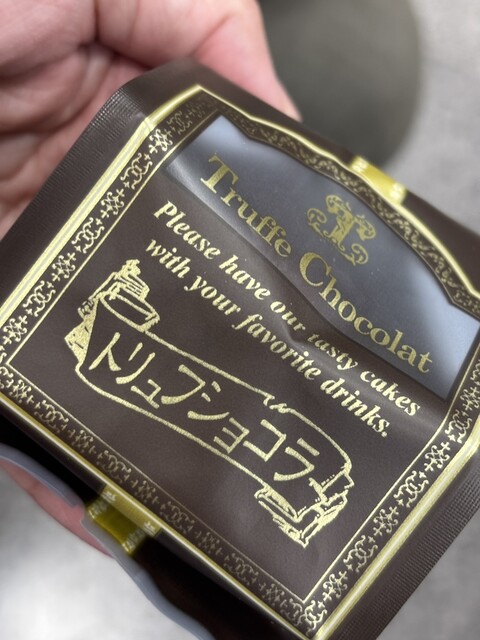 Truffe Chocolat
Please have our tasty cakes
with your favorite drinks.
トリュフショコラ